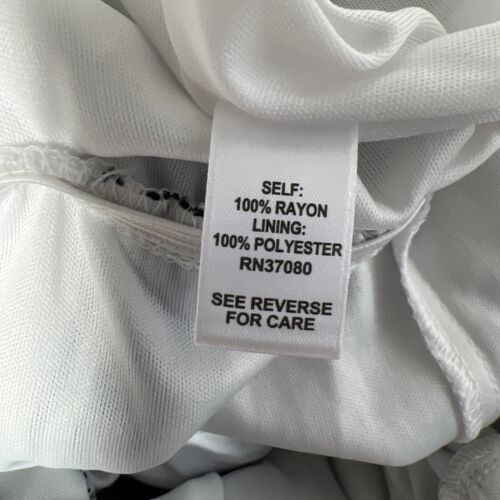 SELF:
100% RAYON
LINING:
100% POLYESTER
RN37080
SEE REVERSE
FOR CARE